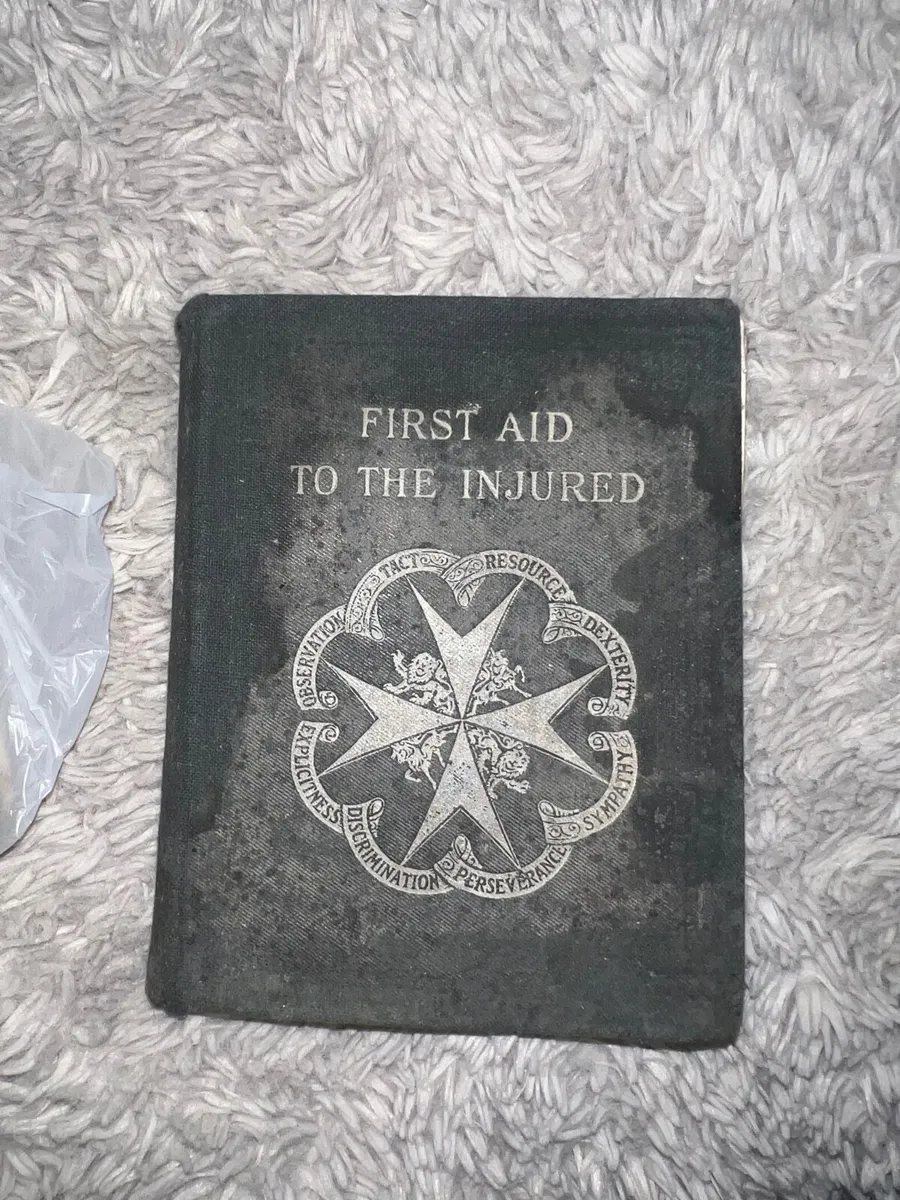 FIRST AID
TO THE INJURED
OBSERVATION
TACT
RESOURCE
DEXTERITY
EXPLICITNESS
DISCRIMINATION
PERSEVERANCE
SYMPATHY